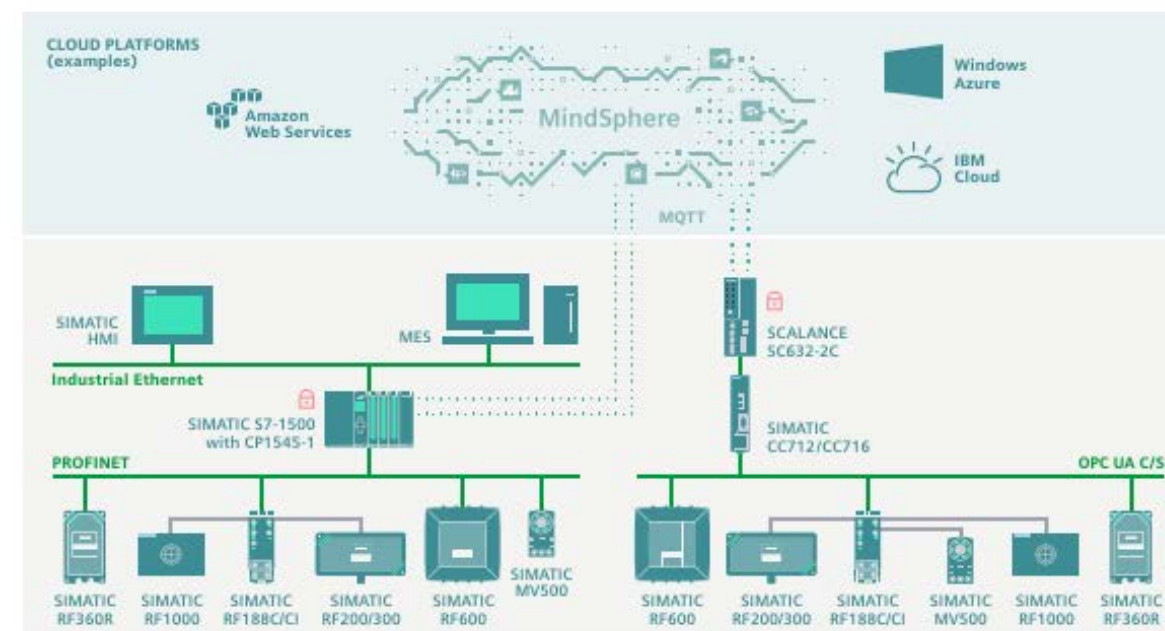 CLOUD PLATFORMS
(examples)
Amazon
Web Services
MindSphere
Windows
Azure
IBM
Cloud
MQTT
SIMATIC
HMI
MES
SCALANCE
SC632-2C
Industrial Ethernet
SIMATIC S7-1500
with CP1545-1
SIMATIC
CC712/CC716
PROFINET
OPC UA C/S
SIMATIC
RF360R
SIMATIC
RF1000
SIMATIC
RF188C/CI
SIMATIC
RF200/300
SIMATIC
RF600
SIMATIC
MV500
SIMATIC
RF600
SIMATIC
RF200/300
SIMATIC
RF188C/CI
SIMATIC
MV500
SIMATIC
RF1000
SIMATIC
RF360R